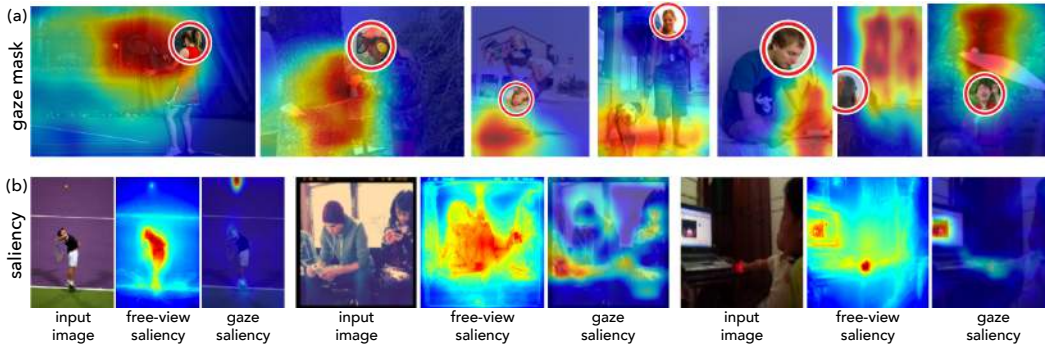 (a)
gaze mask
(b)
saliency
input image
free-view saliency
gaze saliency
input image
free-view saliency
gaze saliency
input image
free-view saliency
gaze saliency